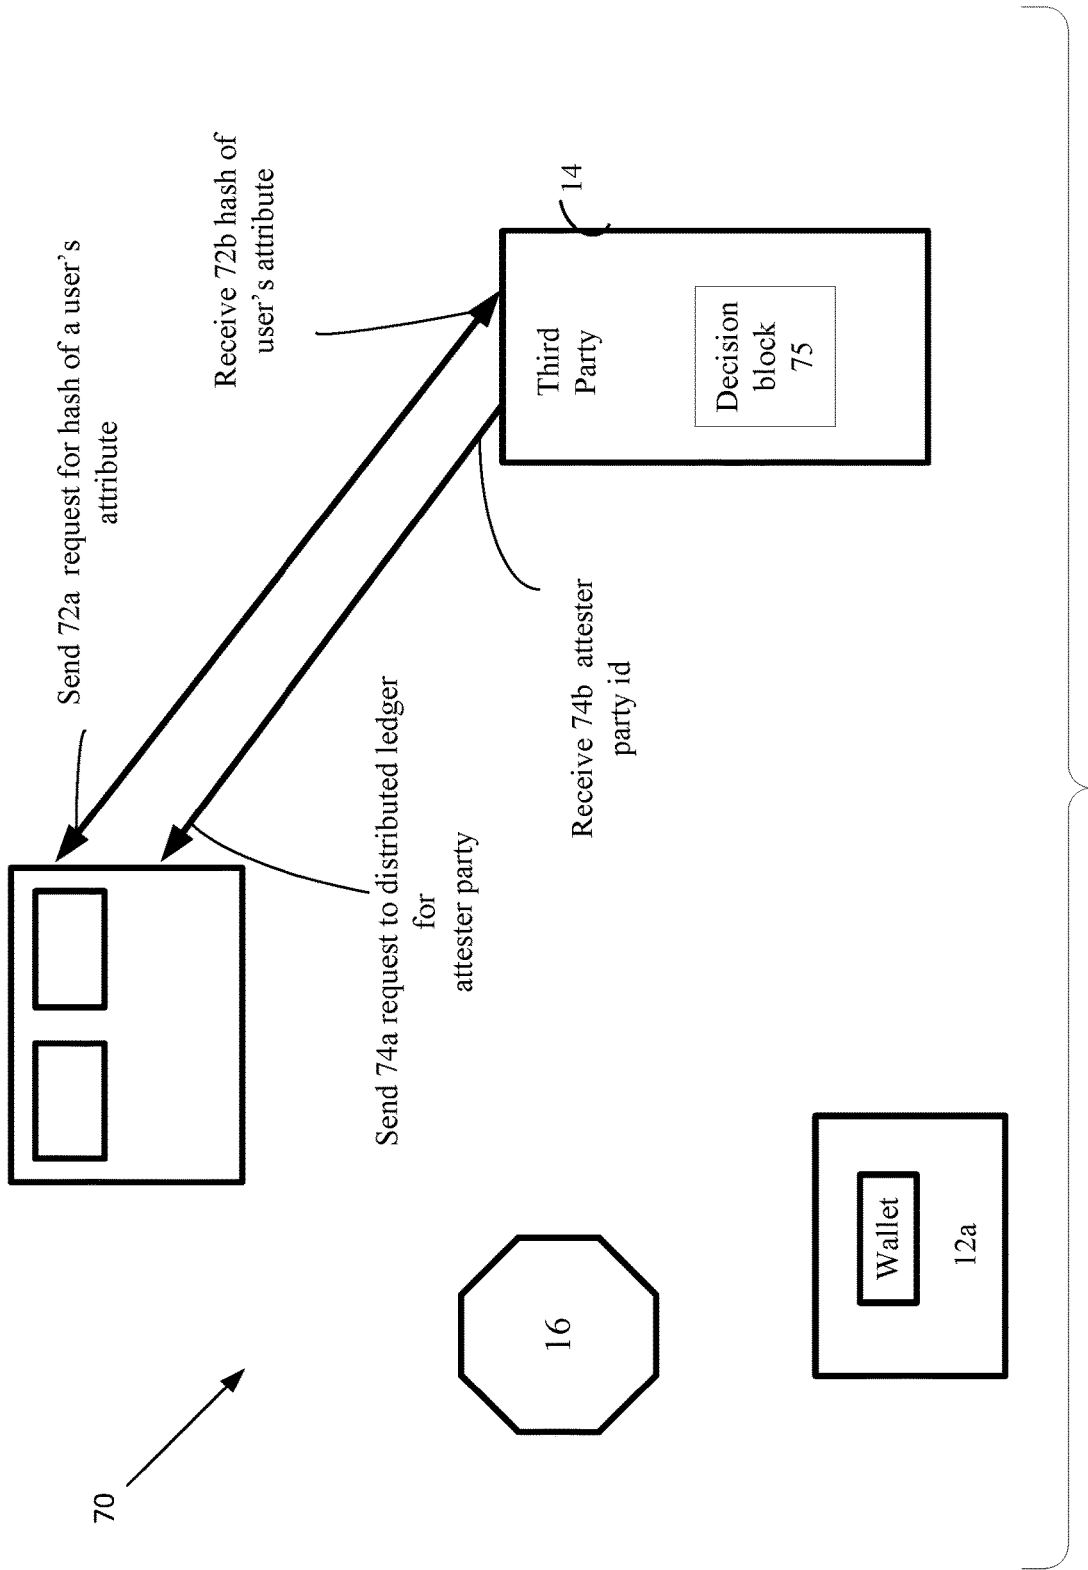 70
Send 72a request for hash of a user's
attribute
Receive 72b hash of
user's attribute
14
Third
Party
Decision
block
75
Send 74a request to distributed ledger
for
attester party
Receive 74b attester
party id
16
Wallet
12a